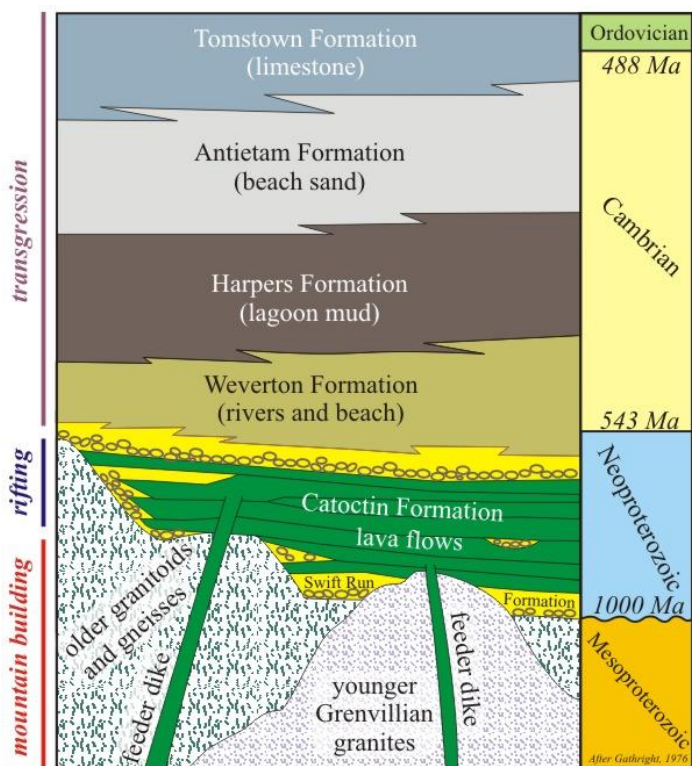 Tomstown Formation
(limestone)
Antietam Formation
(beach sand)
Harpers Formation
(lagoon mud)
Weverton Formation
(rivers and beach)
Catoctin Formation
lava flows
Swift Run
Formation
older granitoids
and gneisses
feeder dike
feeder dike
younger
Grenvillian
granites
transgression
rifting
mountain building
Ordovician
488 Ma
Cambrian
543 Ma
Neoproterozoic
1000 Ma
Mesoproterozoic
After Gathright, 1976